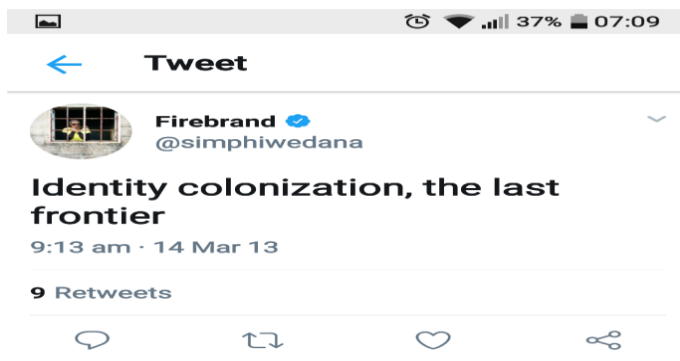 37% 07:09
Tweet
Firebrand
@simphiwedana
Identity colonization, the last
frontier
9:13 am · 14 Mar 13
9 Retweets